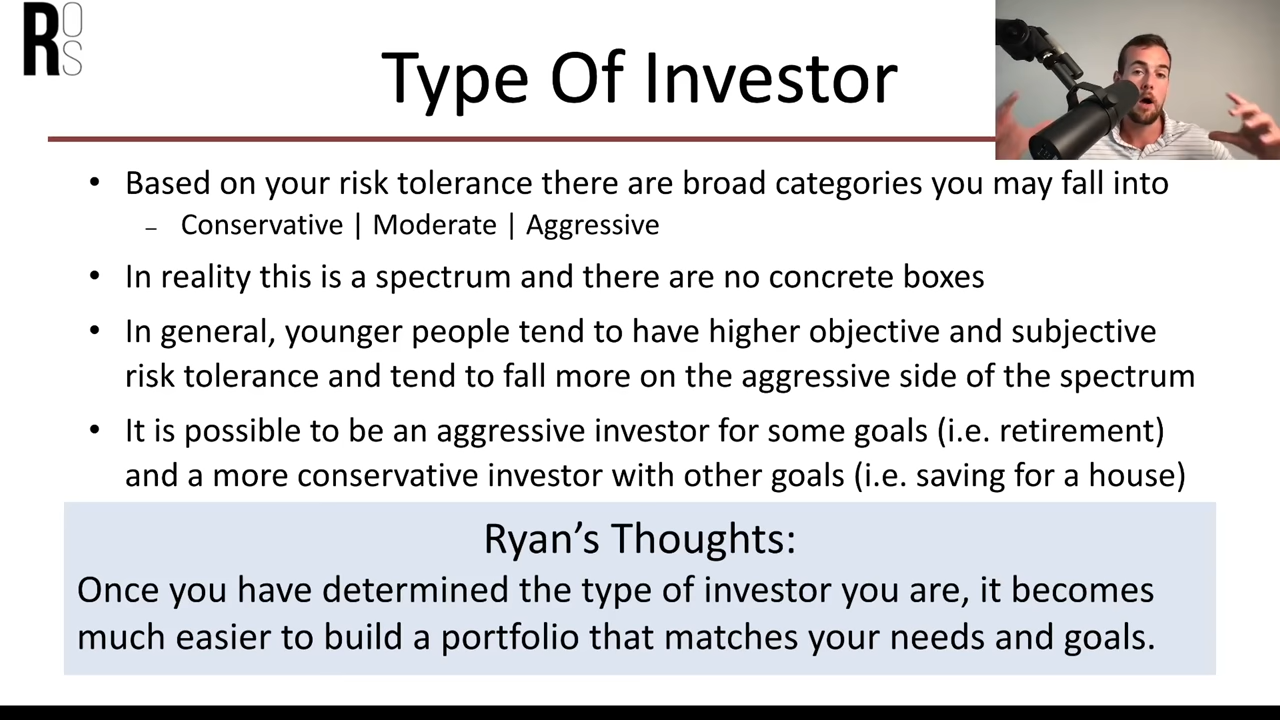 ROS
Type Of Investor
• Based on your risk tolerance there are broad categories you may fall into
– Conservative | Moderate | Aggressive
• In reality this is a spectrum and there are no concrete boxes
• In general, younger people tend to have higher objective and subjective
risk tolerance and tend to fall more on the aggressive side of the spectrum
• It is possible to be an aggressive investor for some goals (i.e. retirement)
and a more conservative investor with other goals (i.e. saving for a house)
Ryan’s Thoughts:
Once you have determined the type of investor you are, it becomes
much easier to build a portfolio that matches your needs and goals.